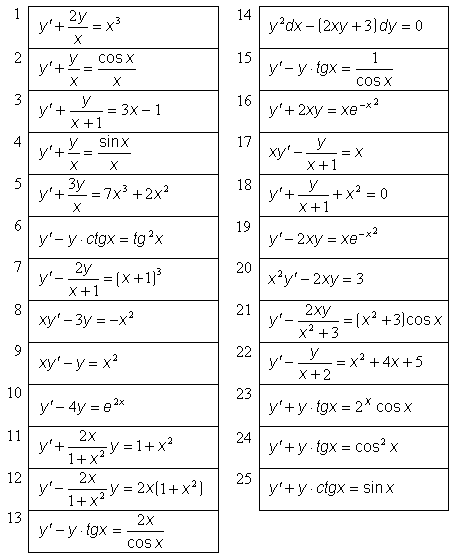 1 y′ + 2y/x = x³
2 y′ + y/x = cos x/x
3 y′ + y/(x+1) = 3x − 1
4 y′ + y/x = sin x/x
5 y′ + 3y/x = 7x³ + 2x²
6 y′ − y · ctgx = tg²x
7 y′ − 2y/(x+1) = (x+1)³
8 xy′ − 3y = −x²
9 xy′ − y = x²
10 y′ − 4y = e²ˣ
11 y′ + 2x/(1+x²) y = 1 + x²
12 y′ − 2x/(1+x²) y = 2x(1+x²)
13 y′ − y · tgx = 2x/cos x
14 y²dx − (2xy+3)dy = 0
15 y′ − y · tgx = 1/cos x
16 y′ + 2xy = xe^(−x²)
17 xy′ − y/(x+1) = x
18 y′ + y/(x+1) + x² = 0
19 y′ − 2xy = xe^(−x²)
20 x²y′ − 2xy = 3
21 y′ − 2xy/(x²+3) = (x²+3)cos x
22 y′ − y/(x+2) = x² + 4x + 5
23 y′ + y · tgx = 2ˣ cos x
24 y′ + y · tgx = cos² x
25 y′ + y · ctgx = sin x